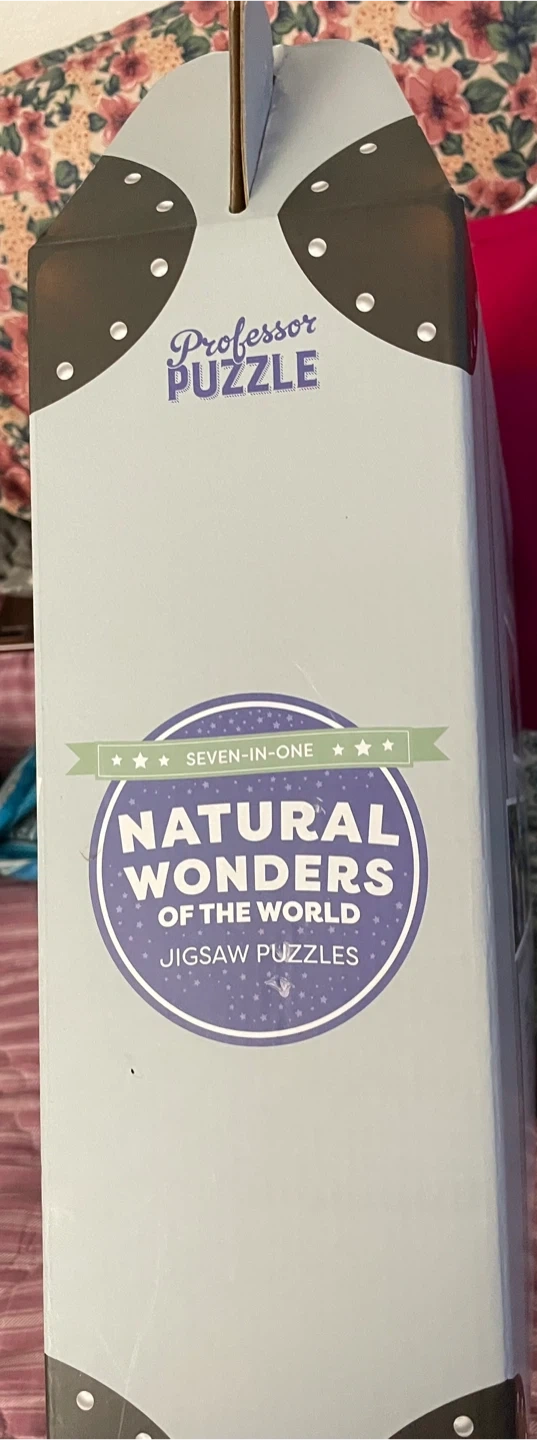 Professor
PUZZLE
SEVEN-IN-ONE
NATURAL
WONDERS
OF THE WORLD
JIGSAW PUZZLES